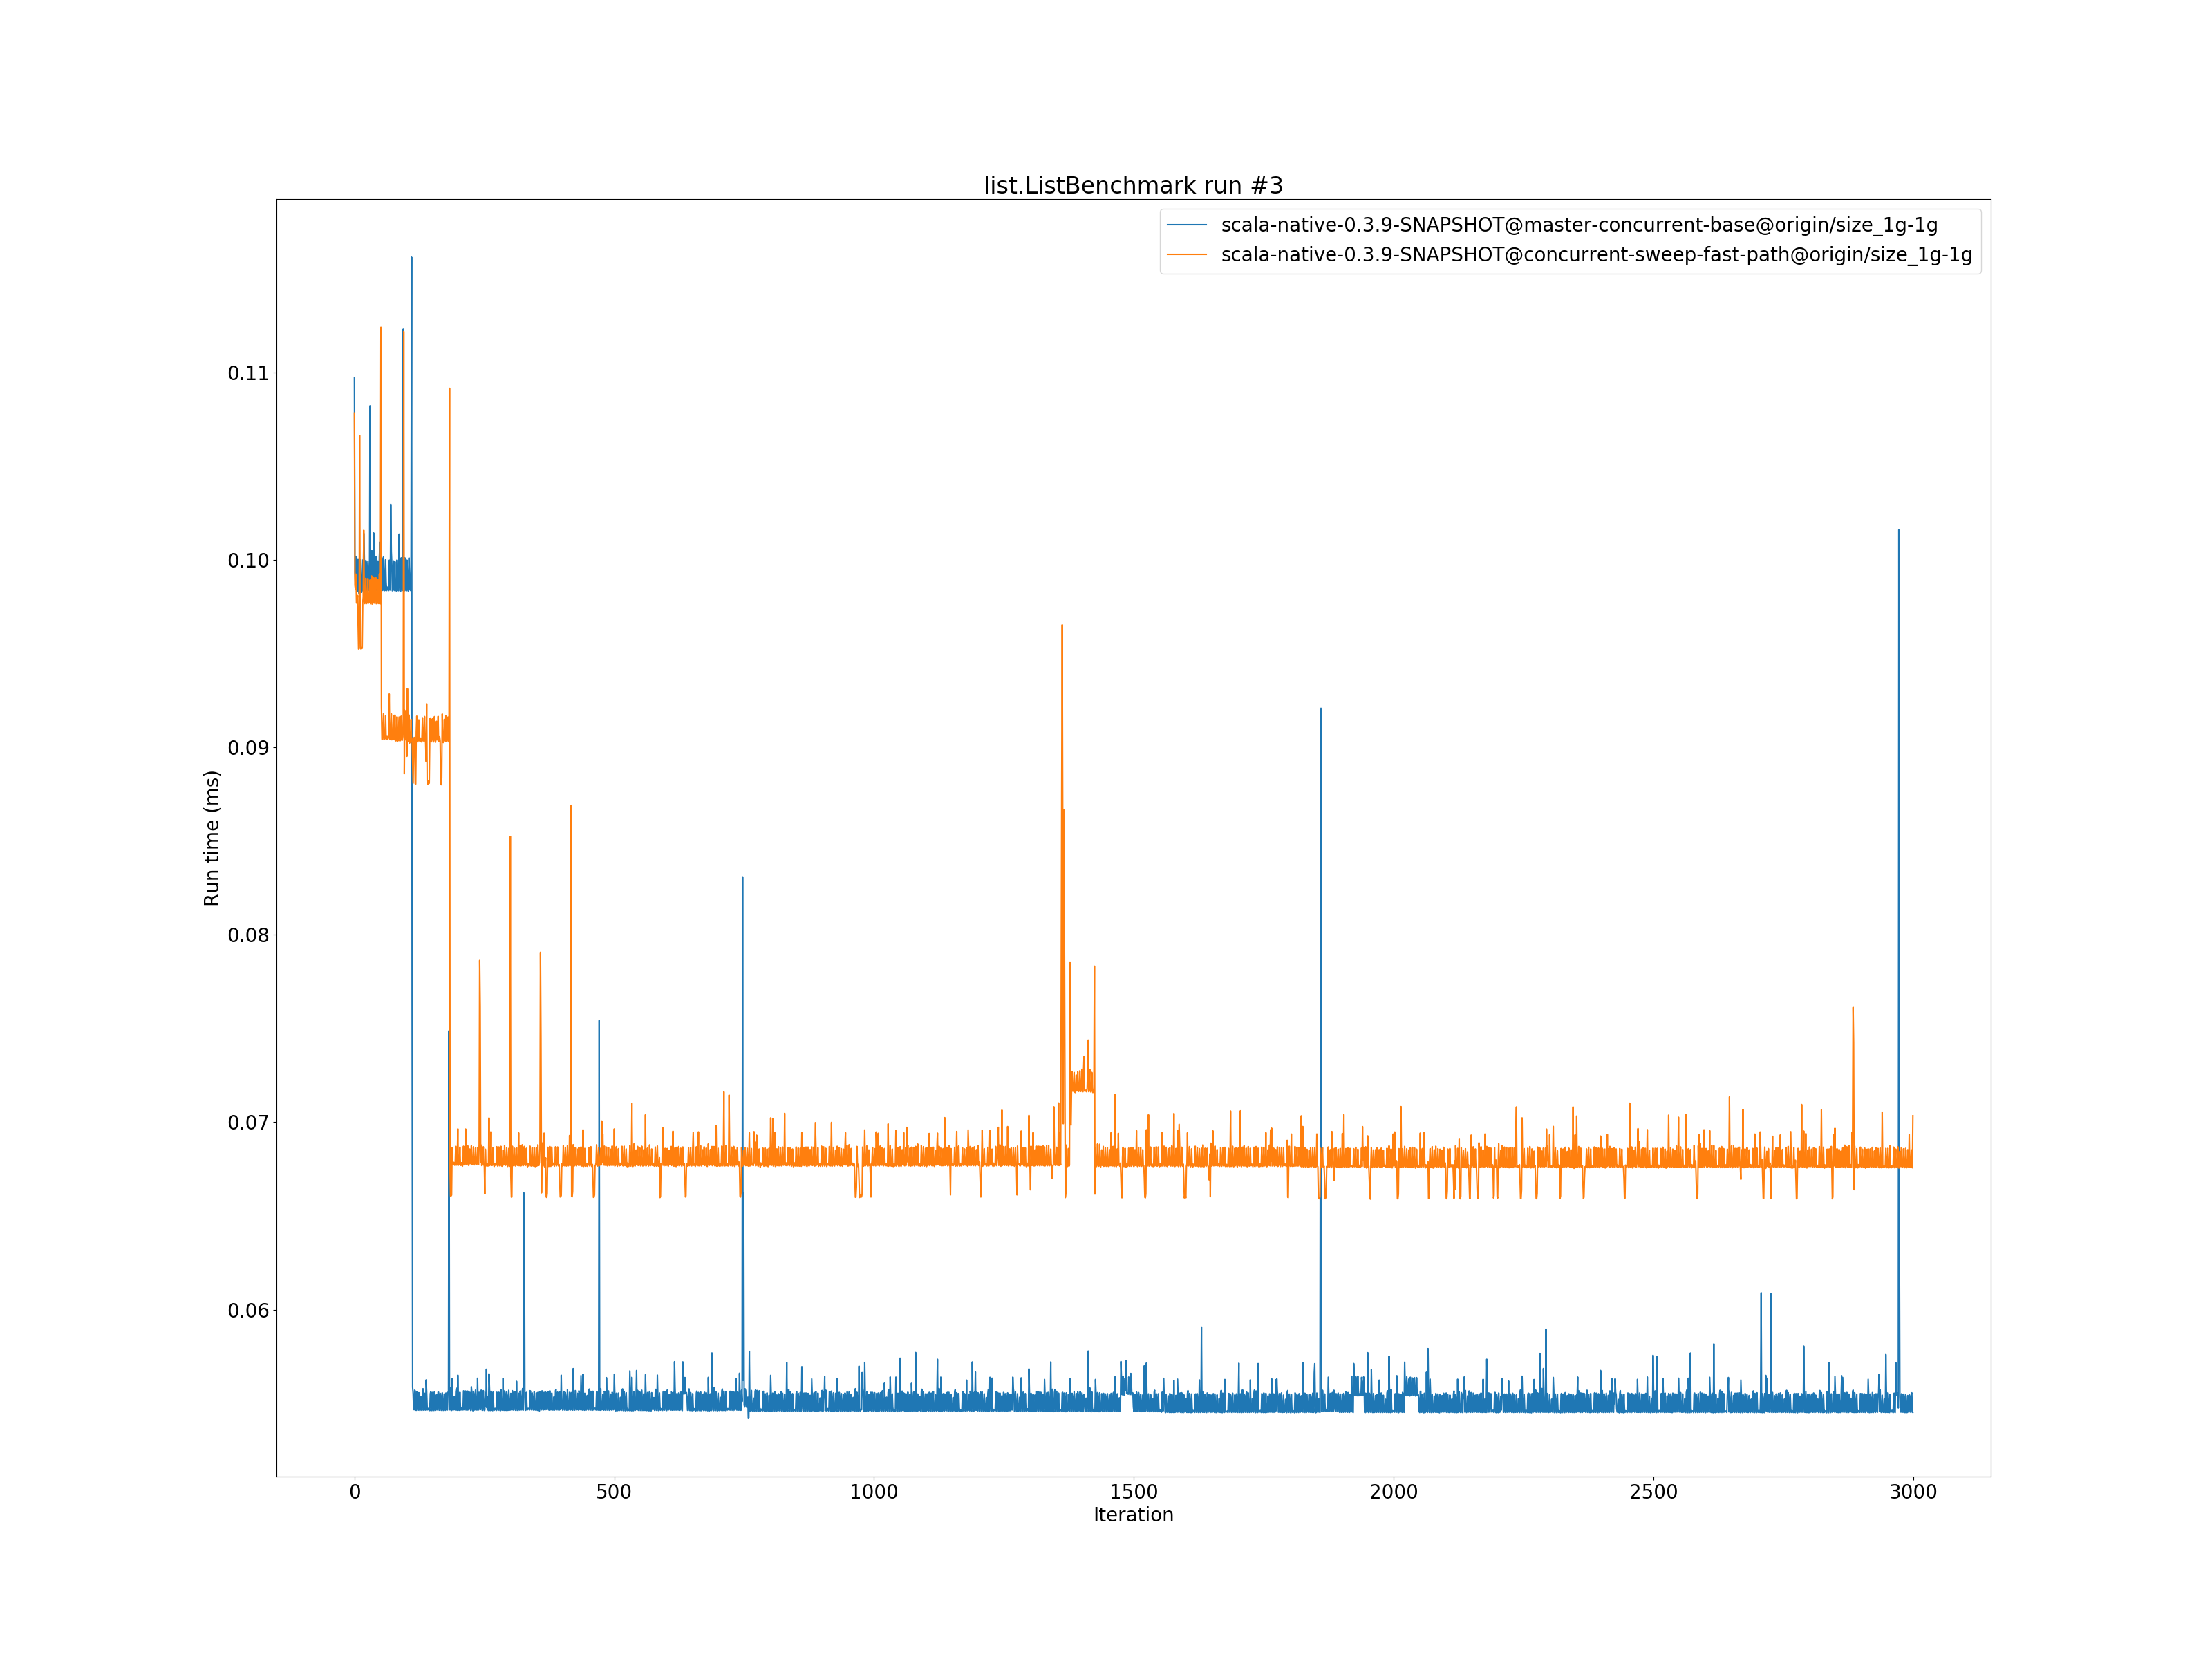 list.ListBenchmark run #3
scala-native-0.3.9-SNAPSHOT@master-concurrent-base@origin/size_1g-1g
scala-native-0.3.9-SNAPSHOT@concurrent-sweep-fast-path@origin/size_1g-1g
Run time (ms)
0.11
0.10
0.09
0.08
0.07
0.06
0
500
1000
1500
2000
2500
3000
Iteration